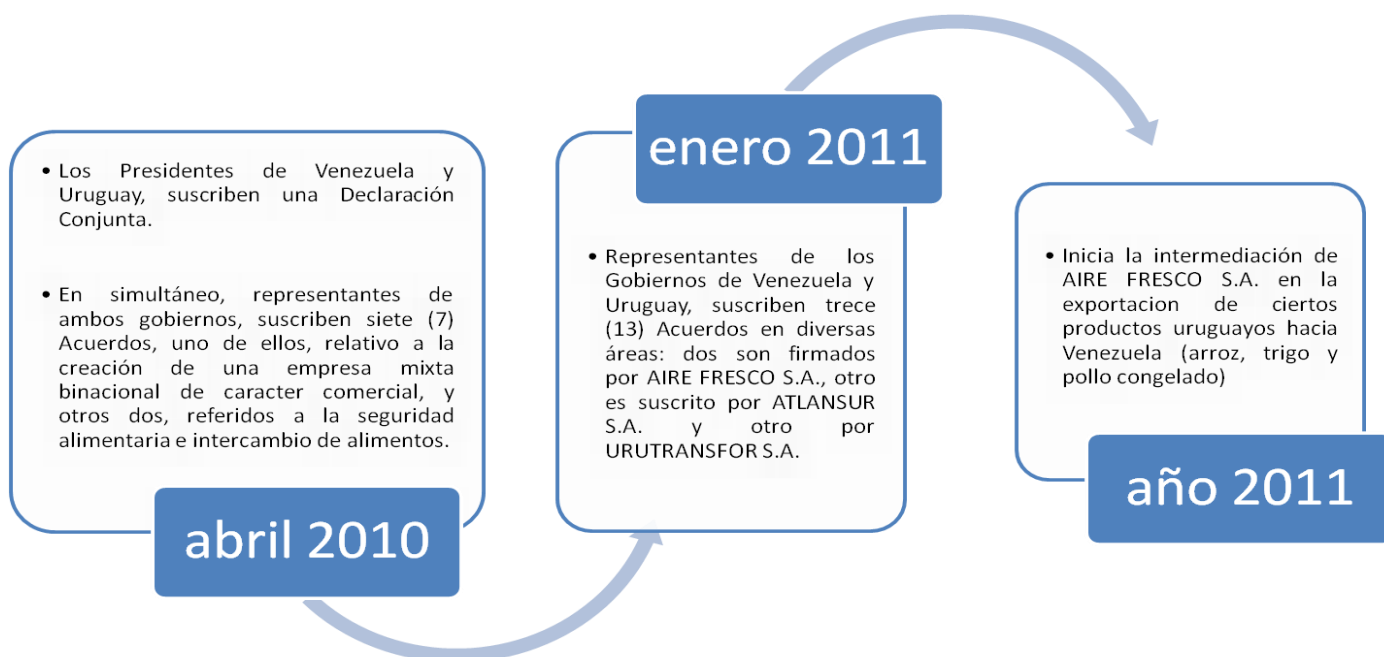 • Los Presidentes de Venezuela y
Uruguay, suscriben una Declaración
Conjunta.
• En simultáneo, representantes de
ambos gobiernos, suscriben siete (7)
Acuerdos, uno de ellos, relativo a la
creación de una empresa mixta
binacional de caracter comercial, y
otros dos, referidos a la seguridad
alimentaria e intercambio de alimentos.
abril 2010
enero 2011
• Representantes de los
Gobiernos de Venezuela y
Uruguay, suscriben trece
(13) Acuerdos en diversas
áreas: dos son firmados
por AIRE FRESCO S.A., otro
es suscrito por ATLANSUR
S.A. y otro por
URUTRANSFOR S.A.
• Inicia la intermediación de
AIRE FRESCO S.A. en la
exportacion de ciertos
productos uruguayos hacia
Venezuela (arroz, trigo y
pollo congelado)
año 2011